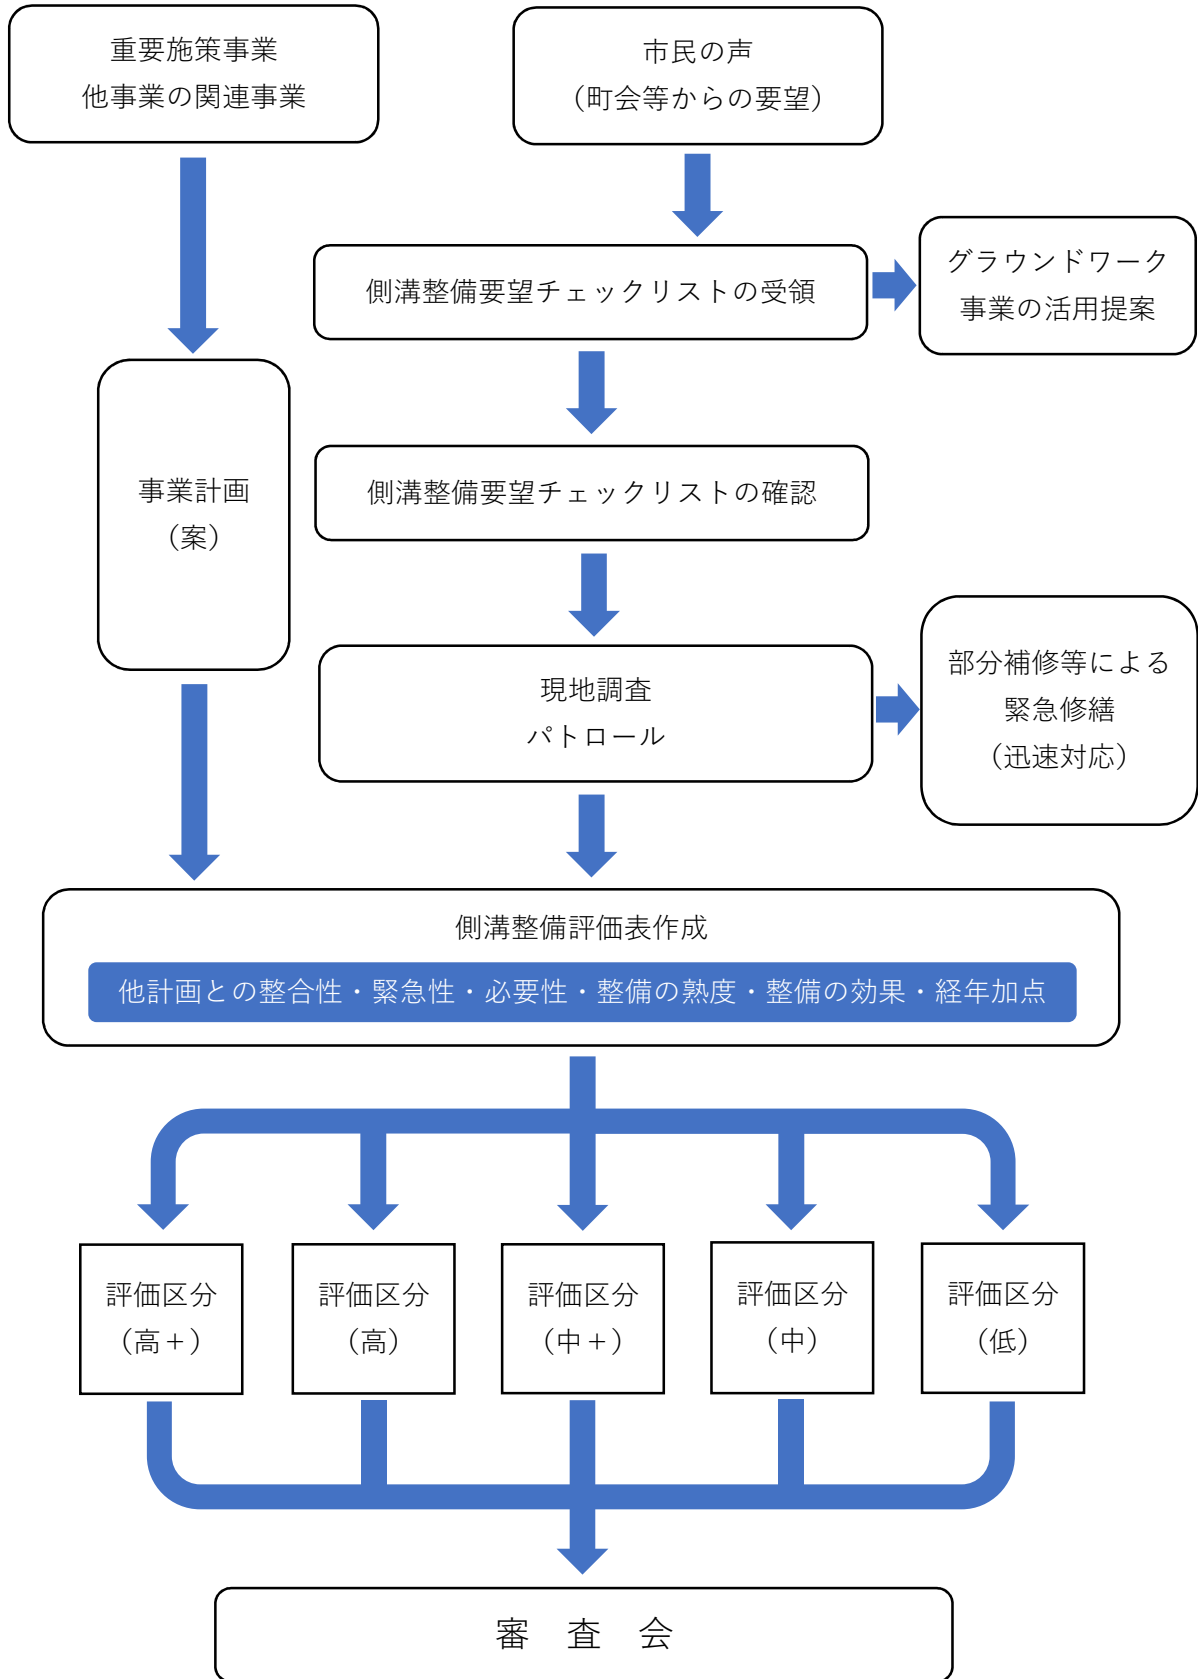 重要施策事業
他事業の関連事業
市民の声
（町会等からの要望）
側溝整備要望チェックリストの受領
グラウンドワーク
事業の活用提案
事業計画
（案）
側溝整備要望チェックリストの確認
現地調査
パトロール
部分補修等による
緊急修繕
（迅速対応）
側溝整備評価表作成
他計画との整合性・緊急性・必要性・整備の熟度・整備の効果・経年加点
評価区分
（高＋）
評価区分
（高）
評価区分
（中＋）
評価区分
（中）
評価区分
（低）
審　査　会